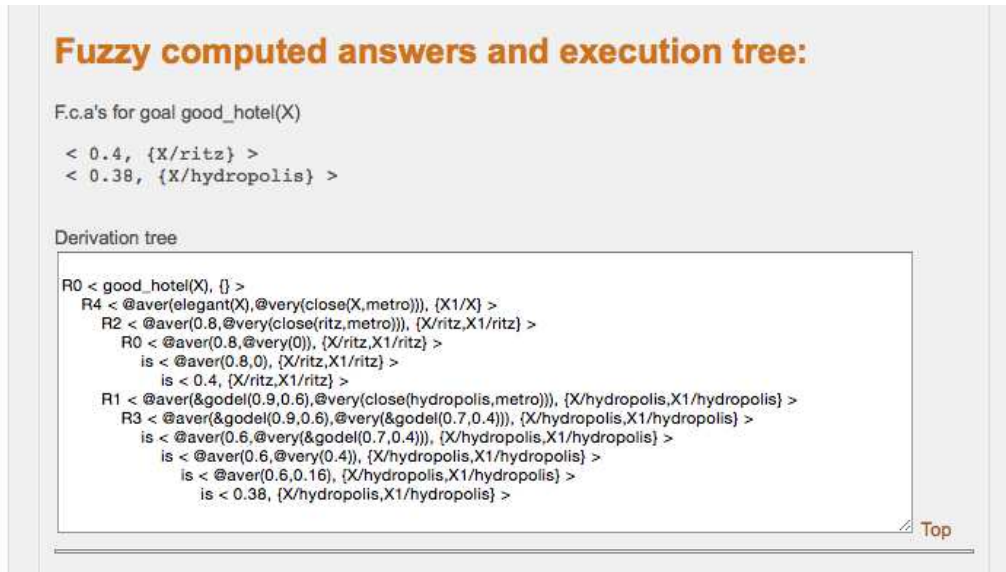 Fuzzy computed answers and execution tree:
F.c.a's for goal good_hotel(X)
< 0.4, {X/ritz} >
< 0.38, {X/hydropolis} >
Derivation tree
R0 < good_hotel(X), {} >
R4 < @aver(elegant(X),@very(close(X,metro))), {X1/X} >
R2 < @aver(0.8,@very(close(ritz,metro))), {X/ritz,X1/ritz} >
R0 < @aver(0.8,@very(0)), {X/ritz,X1/ritz} >
is < @aver(0.8,0), {X/ritz,X1/ritz} >
is < 0.4, {X/ritz,X1/ritz} >
R1 < @aver(&godel(0.9,0.6),@very(close(hydropolis,metro))), {X/hydropolis,X1/hydropolis} >
R3 < @aver(&godel(0.9,0.6),@very(&godel(0.7,0.4))), {X/hydropolis,X1/hydropolis} >
is < @aver(0.6,@very(&godel(0.7,0.4))), {X/hydropolis,X1/hydropolis} >
is < @aver(0.6,@very(0.4)), {X/hydropolis,X1/hydropolis} >
is < @aver(0.6,0.16), {X/hydropolis,X1/hydropolis} >
is < 0.38, {X/hydropolis,X1/hydropolis} >
Top